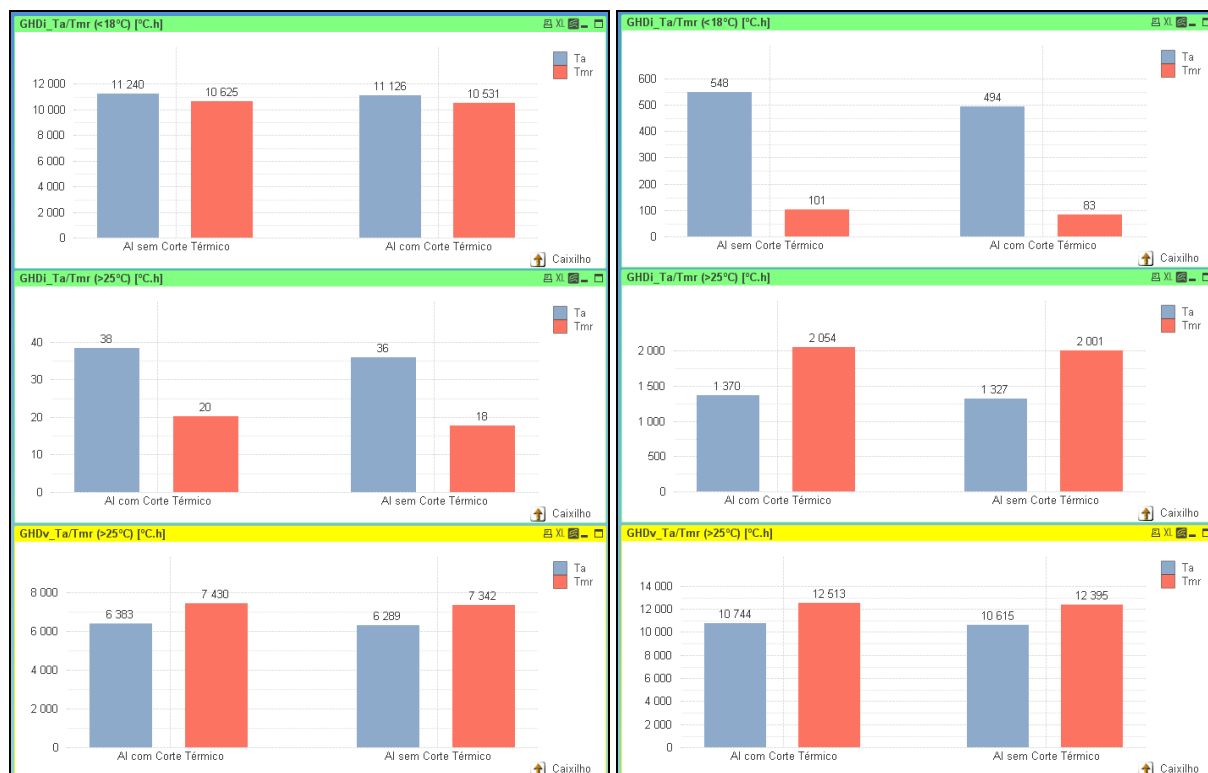 GHDi_Ta/Tmr (<18°C) [°C.h]
XL
Ta
Tmr
12 000
10 000
8 000
6 000
4 000
2 000
0
11 240
10 625
11 126
10 531
Al sem Corte Térmico
Al com Corte Térmico
Caixilho
GHDi_Ta/Tmr (>25°C) [°C.h]
XL
Ta
Tmr
40
30
20
10
0
38
20
36
18
Al com Corte Térmico
Al sem Corte Térmico
Caixilho
GHDv_Ta/Tmr (>25°C) [°C.h]
XL
Ta
Tmr
8 000
6 000
4 000
2 000
0
6 383
7 430
6 289
7 342
Al com Corte Térmico
Al sem Corte Térmico
Caixilho
GHDi_Ta/Tmr (<18°C) [°C.h]
XL
Ta
Tmr
600
500
400
300
200
100
0
548
101
494
83
Al sem Corte Térmico
Al com Corte Térmico
Caixilho
GHDi_Ta/Tmr (>25°C) [°C.h]
XL
Ta
Tmr
2 000
1 500
1 000
500
0
1 370
2 054
1 327
2 001
Al com Corte Térmico
Al sem Corte Térmico
Caixilho
GHDv_Ta/Tmr (>25°C) [°C.h]
XL
Ta
Tmr
14 000
12 000
10 000
8 000
6 000
4 000
2 000
0
10 744
12 513
10 615
12 395
Al com Corte Térmico
Al sem Corte Térmico
Caixilho